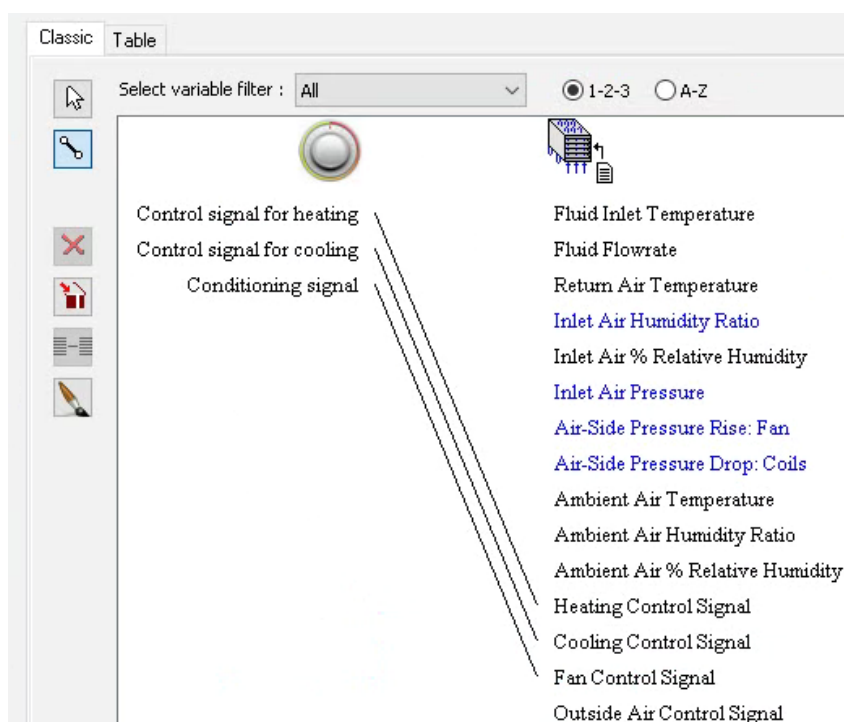 Classic Table
Select variable filter : All 1-2-3 A-Z
Control signal for heating
Control signal for cooling
Conditioning signal
Fluid Inlet Temperature
Fluid Flowrate
Return Air Temperature
Inlet Air Humidity Ratio
Inlet Air % Relative Humidity
Inlet Air Pressure
Air-Side Pressure Rise: Fan
Air-Side Pressure Drop: Coils
Ambient Air Temperature
Ambient Air Humidity Ratio
Ambient Air % Relative Humidity
Heating Control Signal
Cooling Control Signal
Fan Control Signal
Outside Air Control Signal